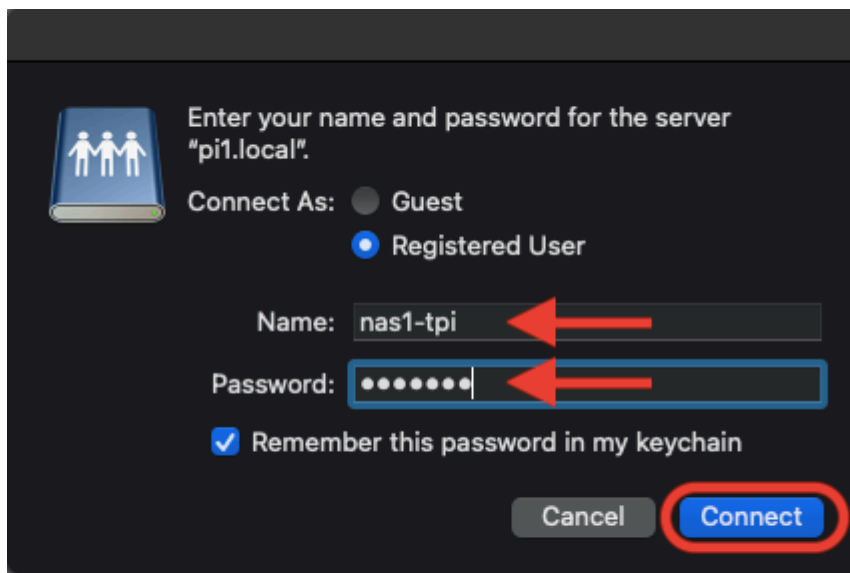 Enter your name and password for the server
“pi1.local”.
Connect As: Guest
Registered User
Name: nas1-tpi
Password: •••••••
Remember this password in my keychain
Cancel Connect